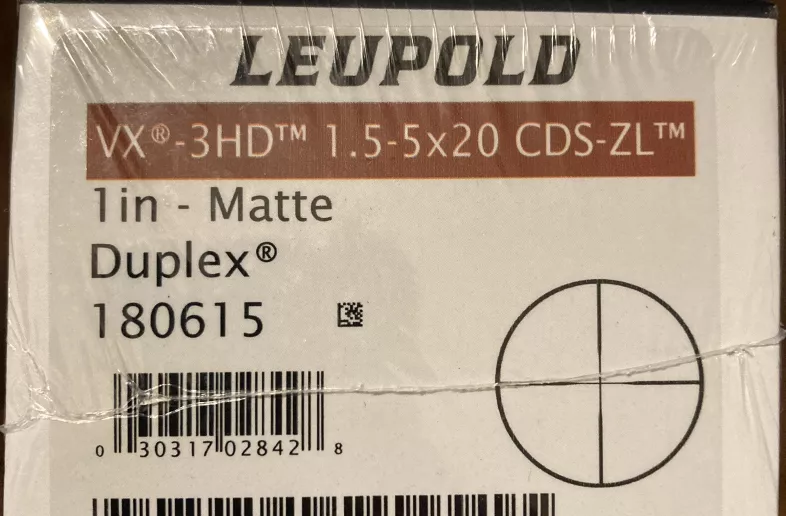 LEUPOLD
VX®-3HD™ 1.5-5x20 CDS-ZL™
1in - Matte
Duplex®
180615
0 30317 02842 8